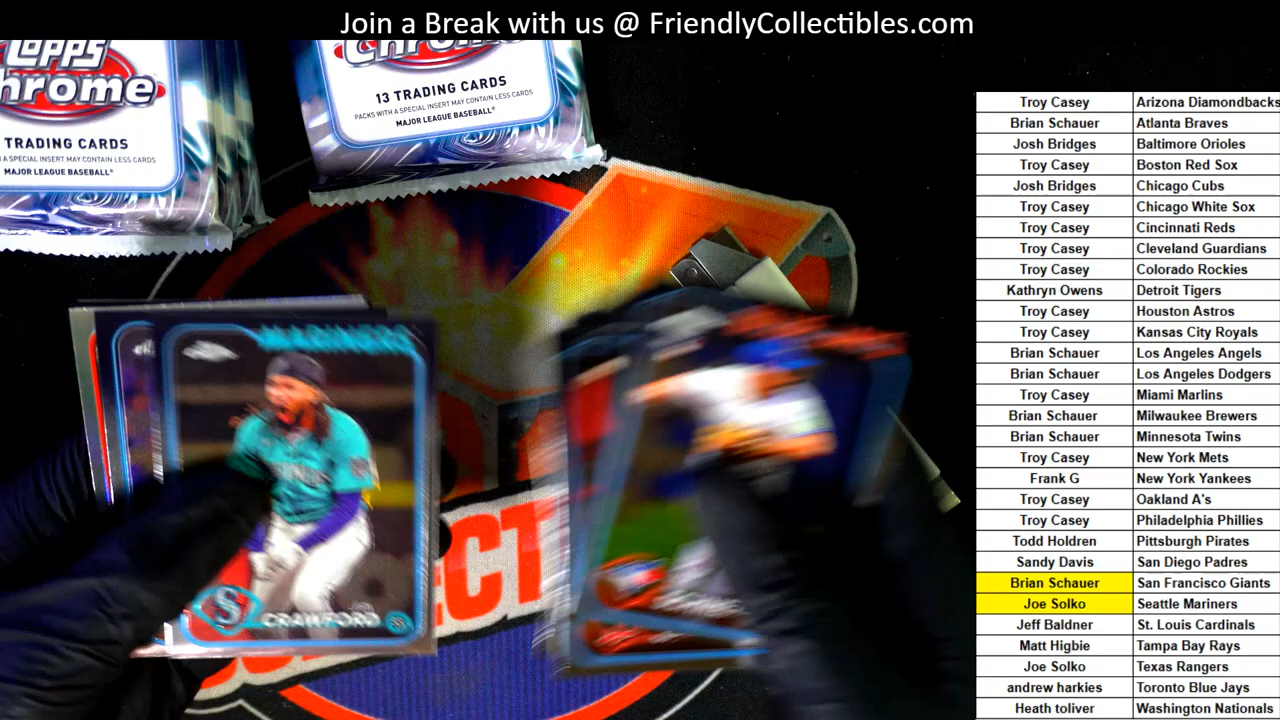 Join a Break with us @ FriendlyCollectibles.com
Topps
Chrome
TRADING CARDS
A SPECIAL INSERT MAY CONTAIN LESS CARDS
MAJOR LEAGUE BASEBALL®
Chrome
13 TRADING CARDS
PACKS WITH A SPECIAL INSERT MAY CONTAIN LESS CARDS
MAJOR LEAGUE BASEBALL®
MARINERS
S
CRAWFORD SS
ECT
Troy Casey Arizona Diamondbacks
Brian Schauer Atlanta Braves
Josh Bridges Baltimore Orioles
Troy Casey Boston Red Sox
Josh Bridges Chicago Cubs
Troy Casey Chicago White Sox
Troy Casey Cincinnati Reds
Troy Casey Cleveland Guardians
Troy Casey Colorado Rockies
Kathryn Owens Detroit Tigers
Troy Casey Houston Astros
Troy Casey Kansas City Royals
Brian Schauer Los Angeles Angels
Brian Schauer Los Angeles Dodgers
Troy Casey Miami Marlins
Brian Schauer Milwaukee Brewers
Brian Schauer Minnesota Twins
Troy Casey New York Mets
Frank G New York Yankees
Troy Casey Oakland A's
Troy Casey Philadelphia Phillies
Todd Holdren Pittsburgh Pirates
Sandy Davis San Diego Padres
Brian Schauer San Francisco Giants
Joe Solko Seattle Mariners
Jeff Baldner St. Louis Cardinals
Matt Higbie Tampa Bay Rays
Joe Solko Texas Rangers
andrew harkies Toronto Blue Jays
Heath toliver Washington Nationals